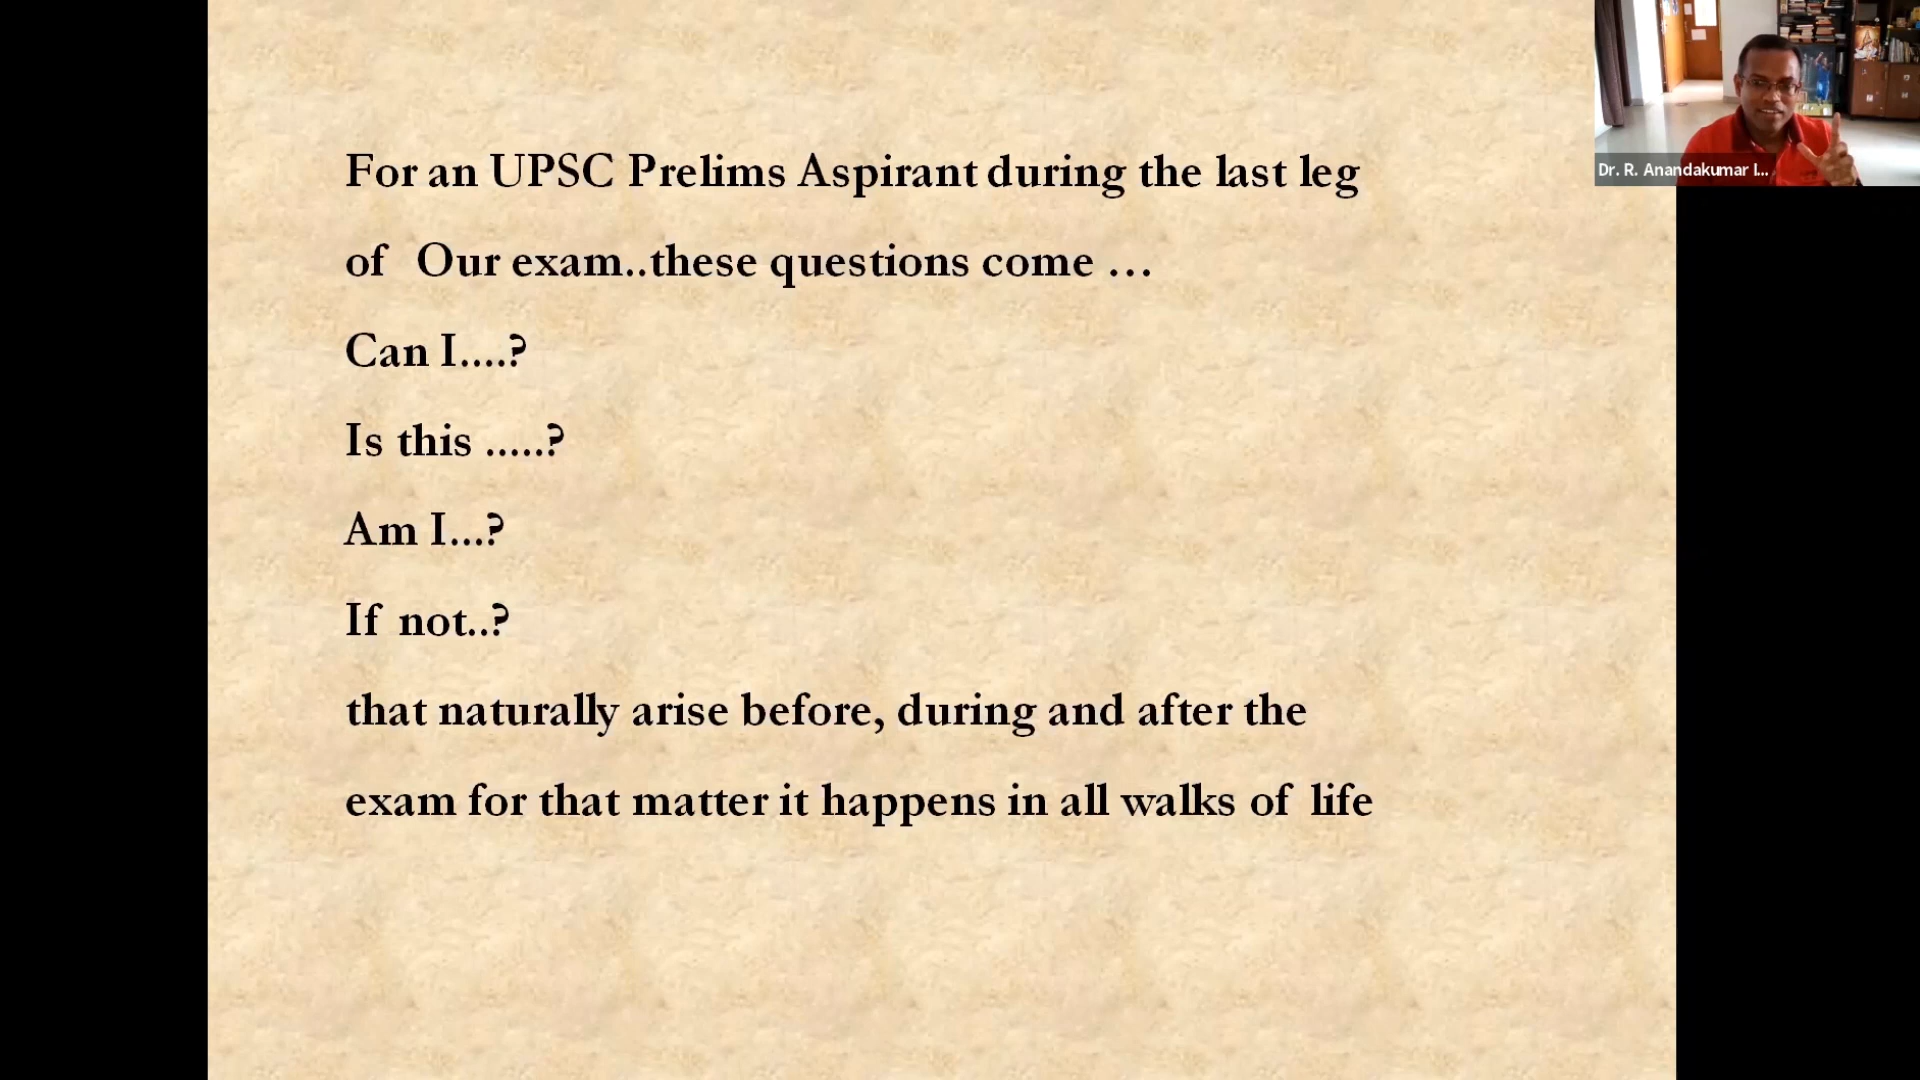 For an UPSC Prelims Aspirant during the last leg
of Our exam..these questions come …
Can I....?
Is this .....?
Am I...?
If not..?
that naturally arise before, during and after the
exam for that matter it happens in all walks of life
Dr. R. Anandakumar I...